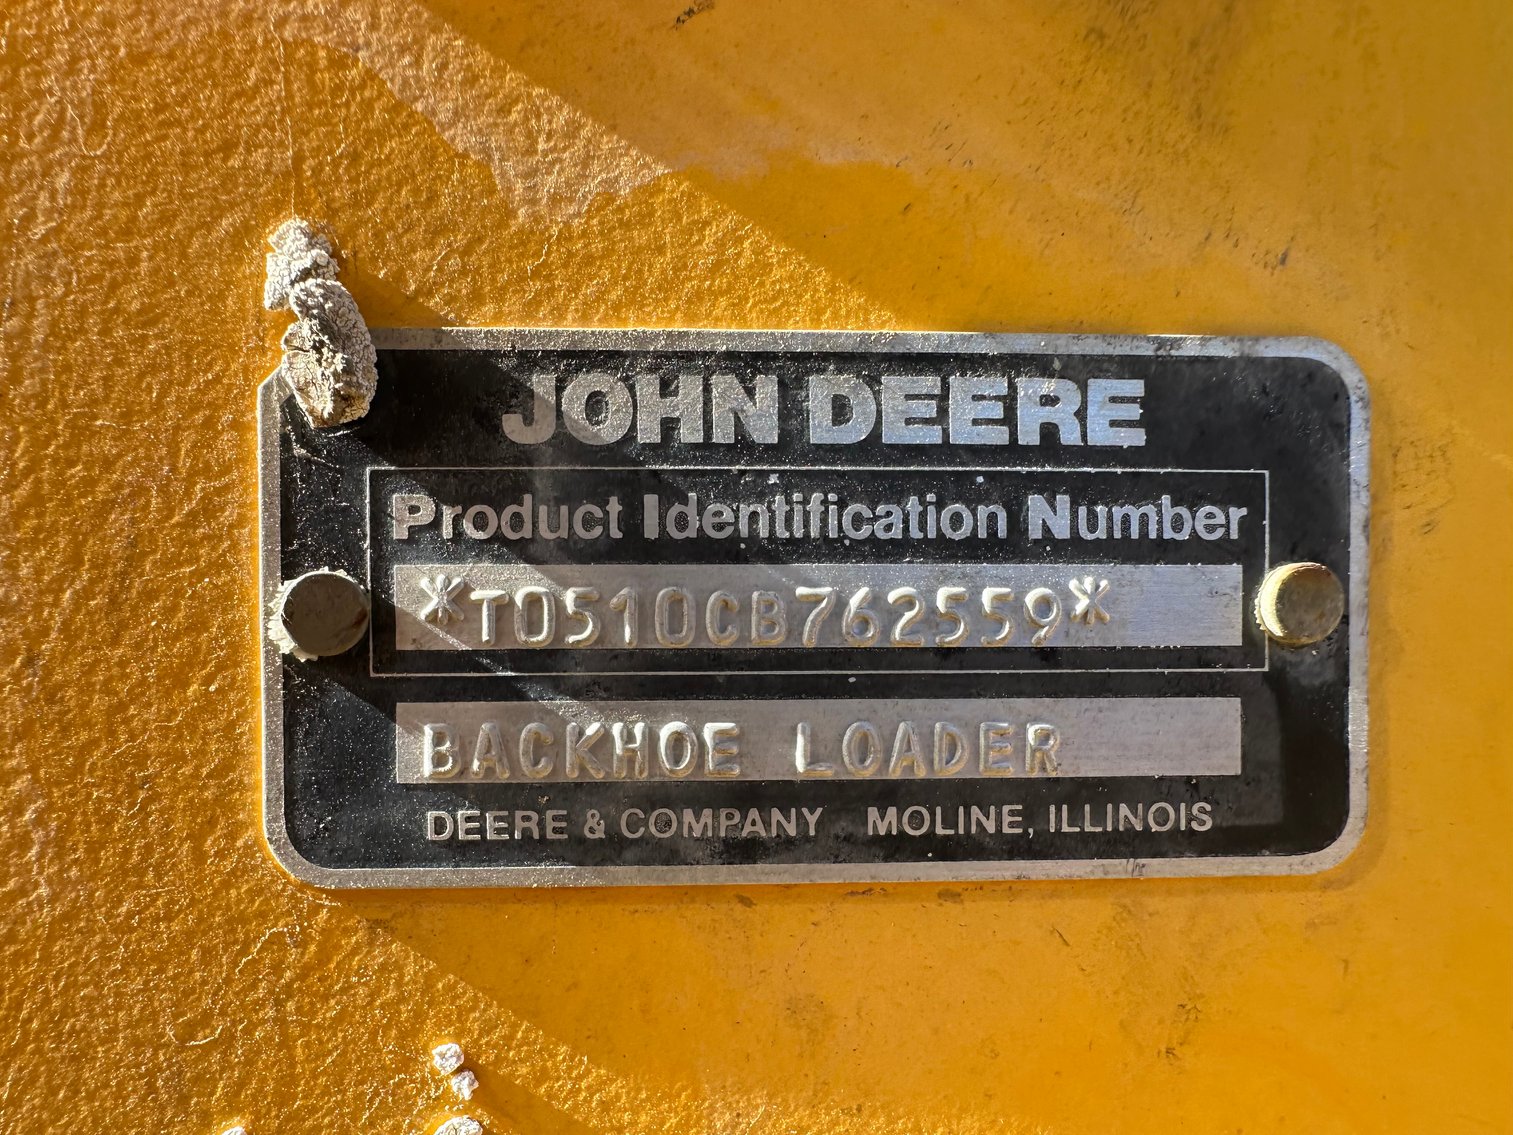 JOHN DEERE
Product Identification Number
*T0510CB762559*
BACKHOE LOADER
DEERE & COMPANY MOLINE, ILLINOIS